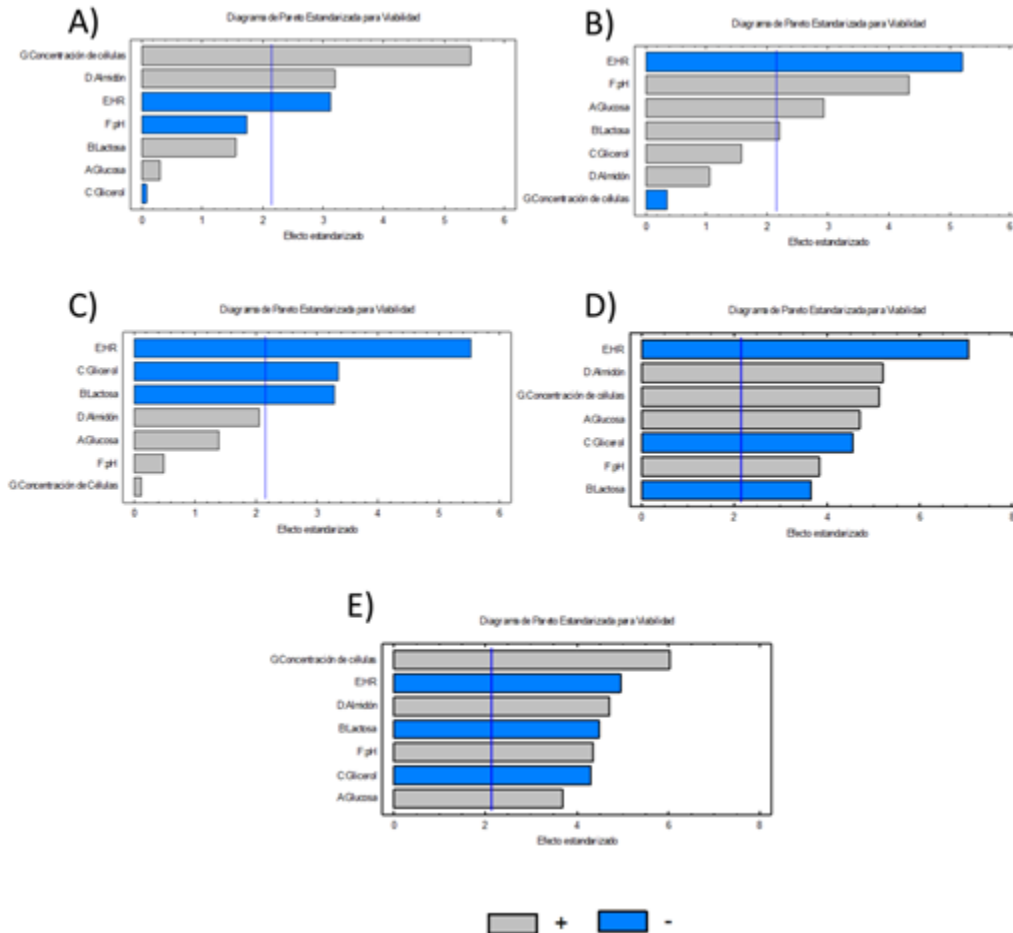 A)
Diagrama de Pareto Estandarizada para Viabilidad
G:Concentración de células
D:Almidón
E:HR
F:pH
B:Lactosa
A:Glucosa
C:Glicerol
0 1 2 3 4 5 6
Efecto estandarizado
B)
Diagrama de Pareto Estandarizada para Viabilidad
E:HR
F:pH
A:Glucosa
B:Lactosa
C:Glicerol
D:Almidón
G:Concentración de células
0 1 2 3 4 5 6
Efecto estandarizado
C)
Diagrama de Pareto Estandarizada para Viabilidad
E:HR
C:Glicerol
B:Lactosa
D:Almidón
A:Glucosa
F:pH
G:Concentración de Células
0 1 2 3 4 5 6
Efecto estandarizado
D)
Diagrama de Pareto Estandarizada para Viabilidad
E:HR
D:Almidón
G:Concentración de células
A:Glucosa
C:Glicerol
F:pH
B:Lactosa
0 2 4 6 8
Efecto estandarizado
E)
Diagrama de Pareto Estandarizada para Viabilidad
G:Concentración de células
E:HR
D:Almidón
B:Lactosa
F:pH
C:Glicerol
A:Glucosa
0 2 4 6 8
Efecto estandarizado
+ -